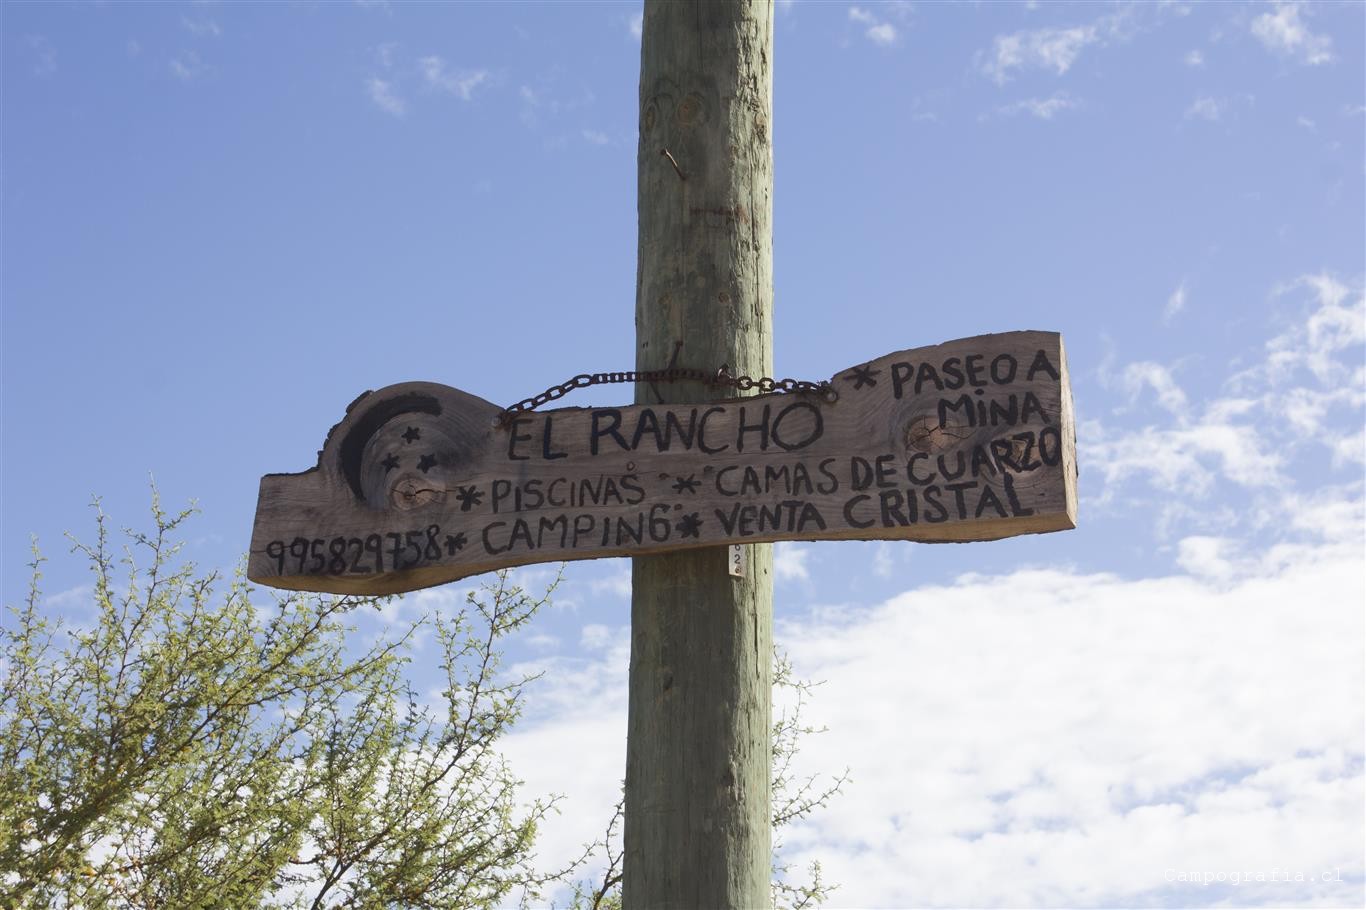 EL RANCHO
* PISCINAS
995829758 * CAMPING
* CAMAS DE CUARZO
* VENTA CRISTAL
* PASEO A
MiNA
Campografia.cl